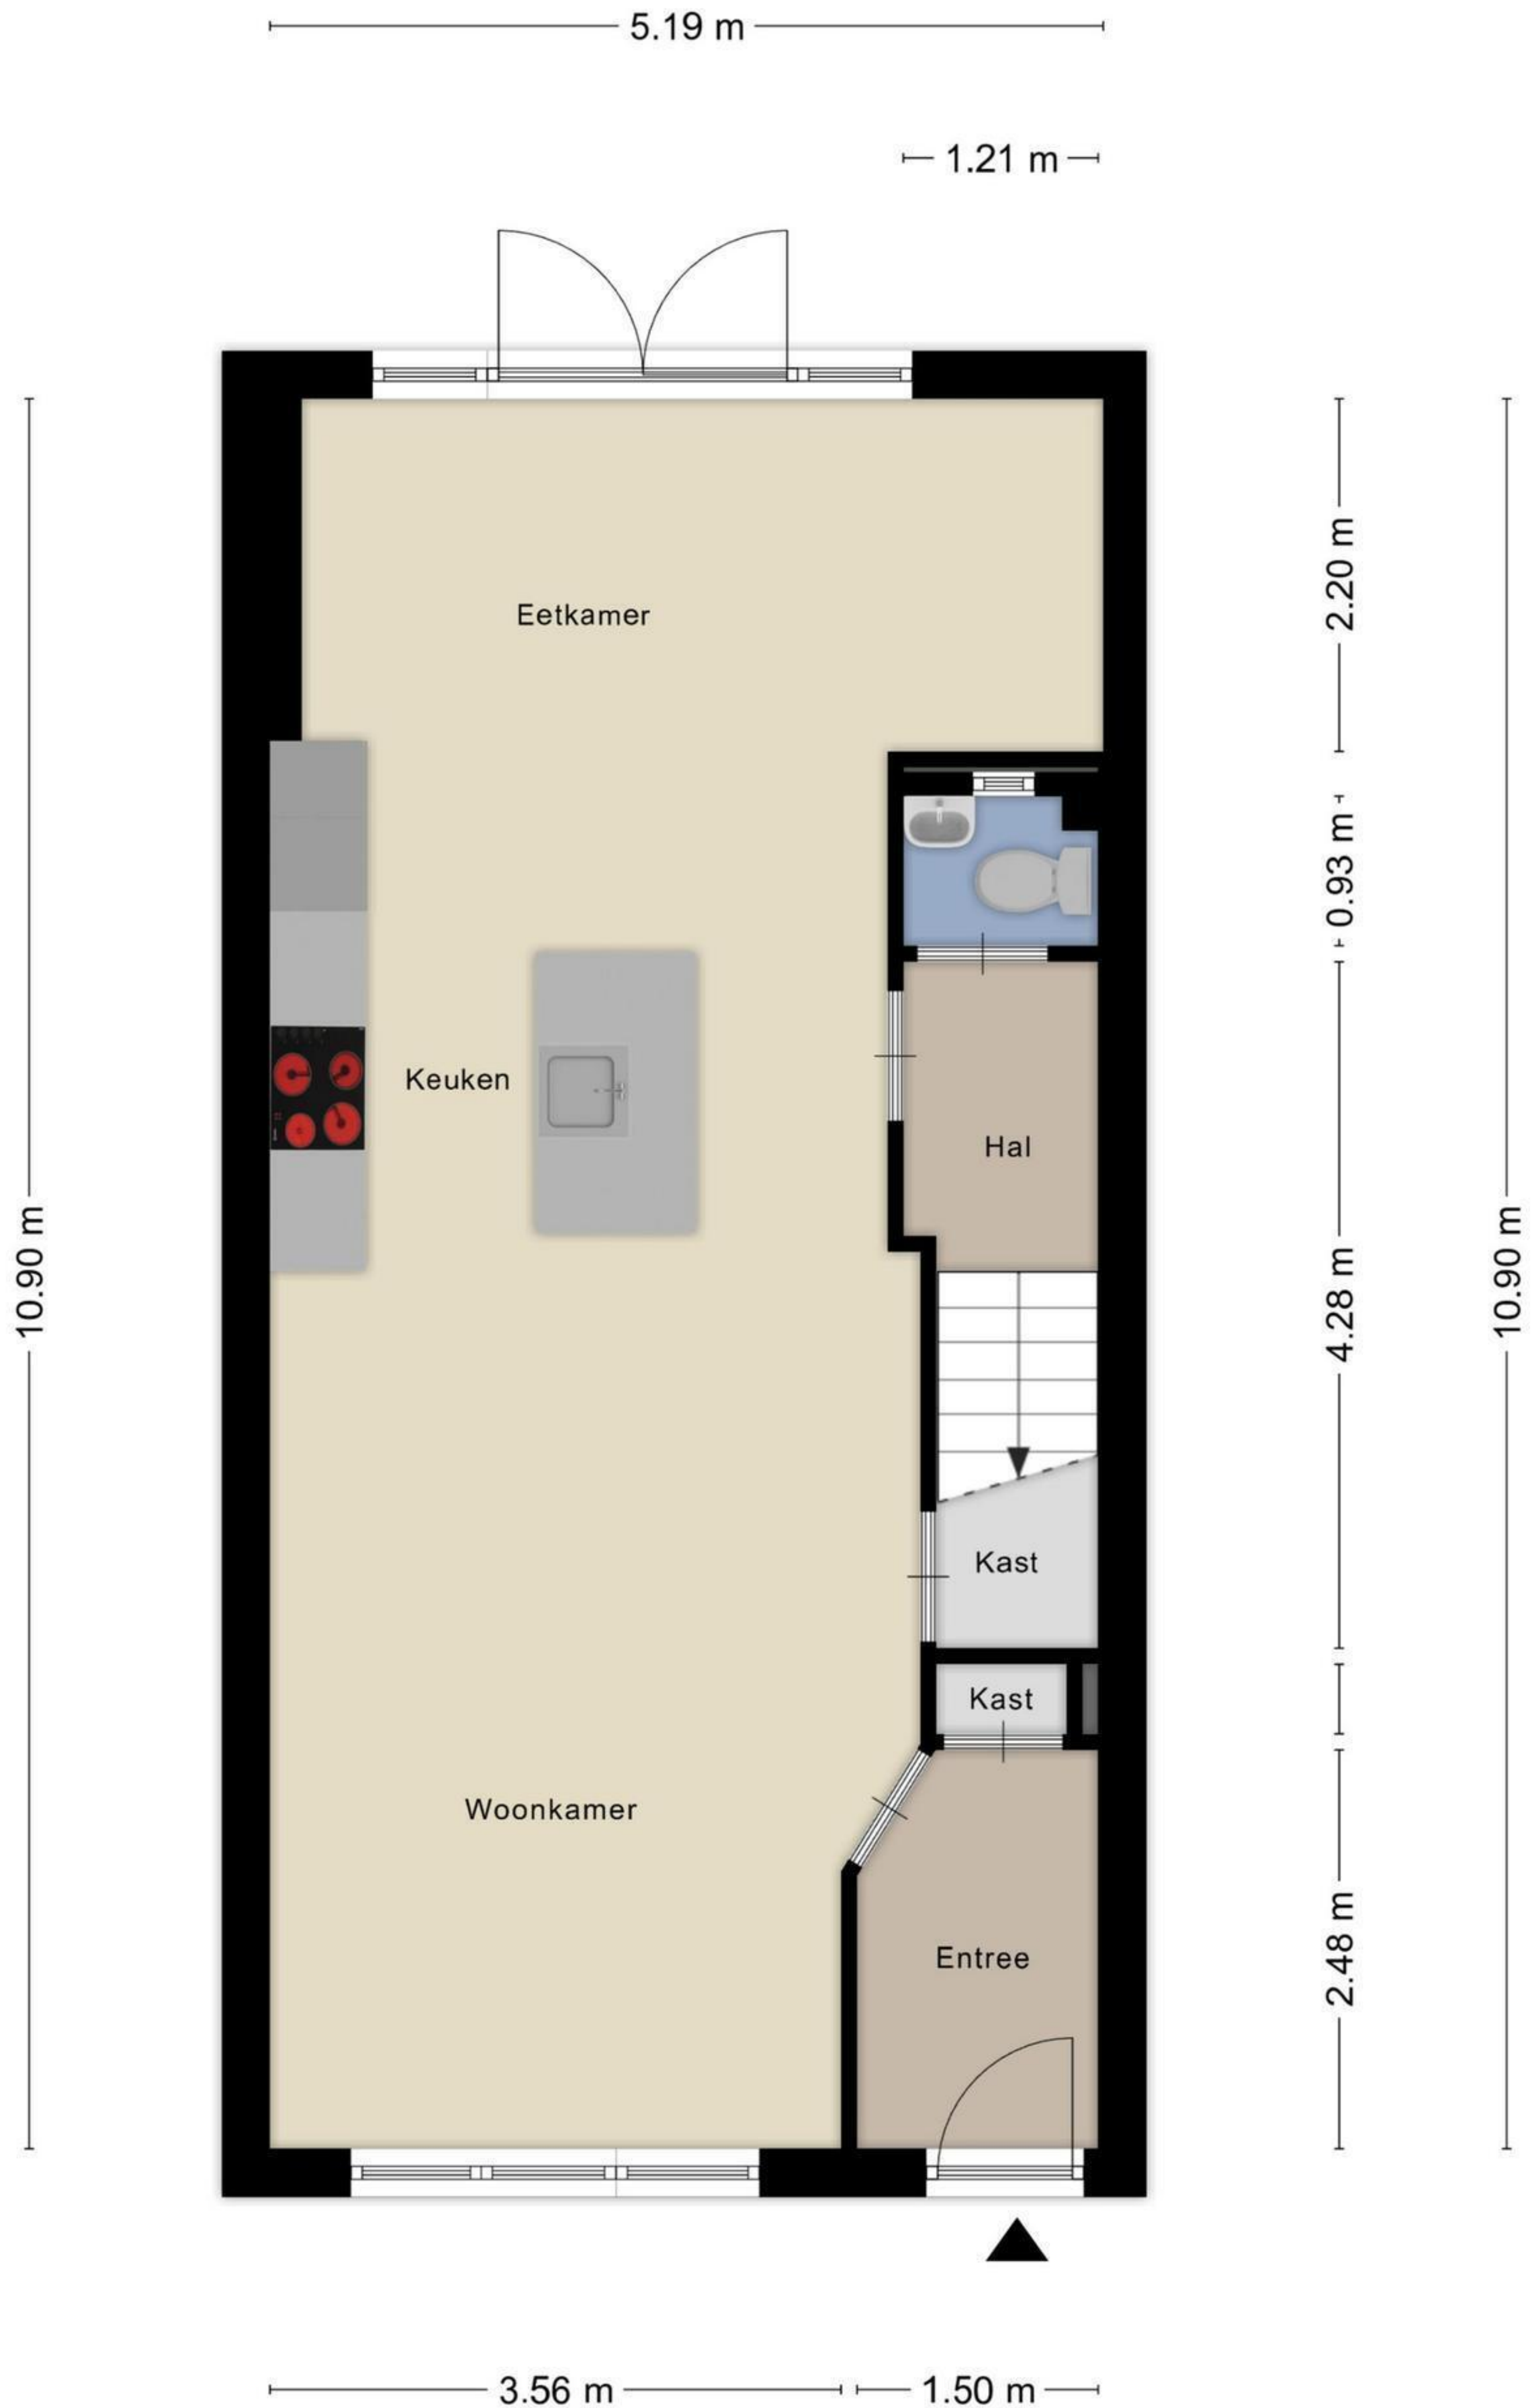 5.19 m
1.21 m
Eetkamer
2.20 m
0.93 m
Keuken
Hal
10.90 m
4.28 m
10.90 m
Kast
Kast
Woonkamer
Entree
2.48 m
3.56 m
1.50 m